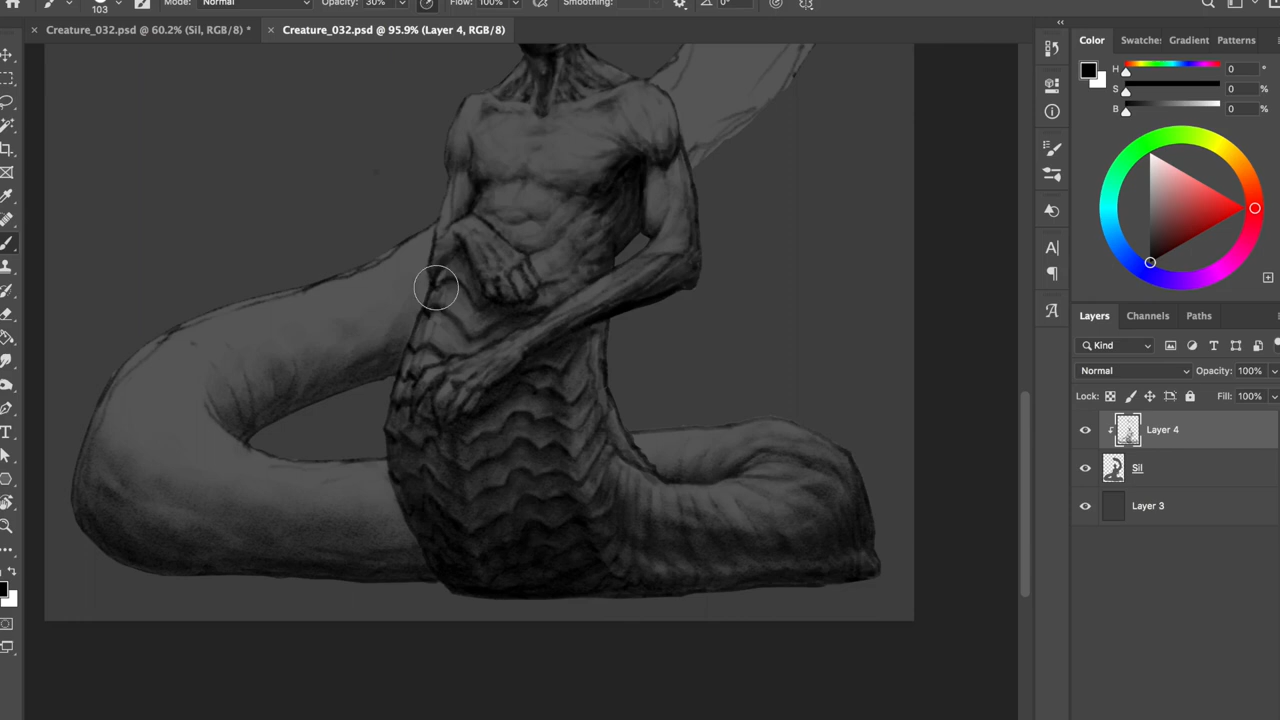 Mode: Normal Opacity: 30% Flow: 100% Smoothing: 0°
103
× Creature_032.psd @ 60.2% (Sil, RGB/8) * × Creature_032.psd @ 95.9% (Layer 4, RGB/8)
Color Swatches Gradient Patterns
H 0 °
S 0 %
B 0 %
Layers Channels Paths
Kind
Normal Opacity: 100%
Lock: Fill: 100%
Layer 4
Sil
Layer 3